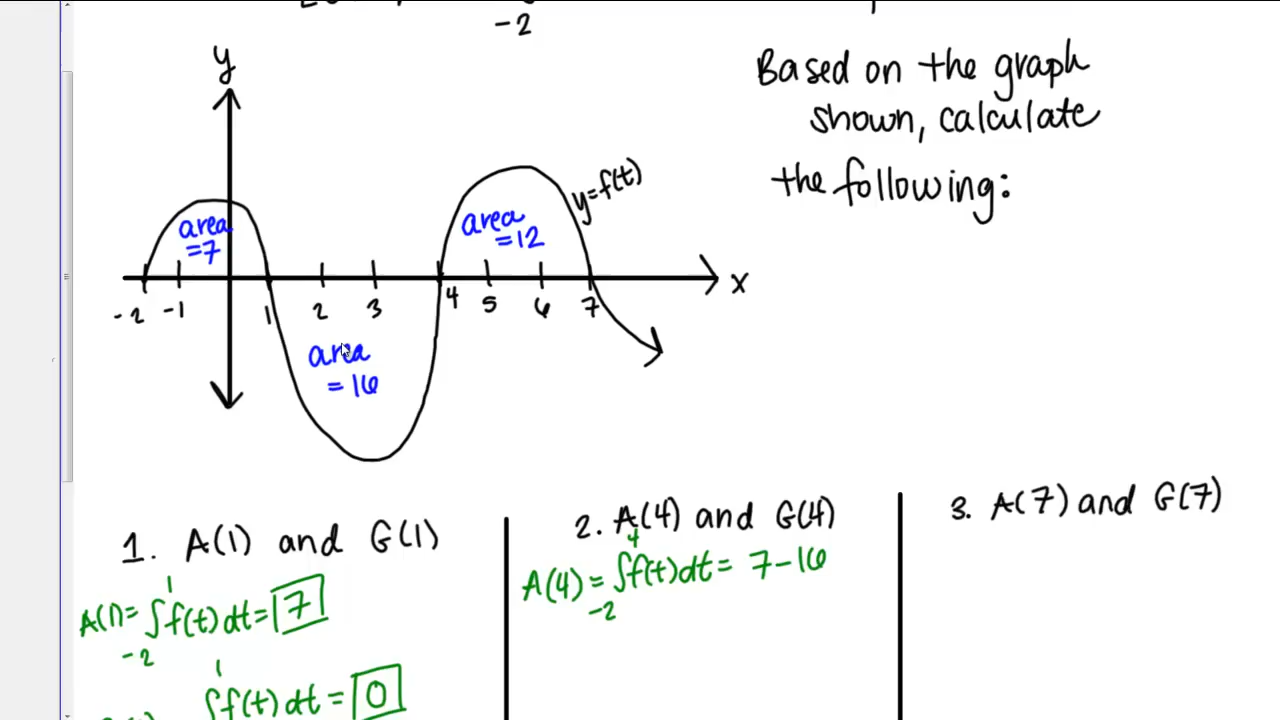 -2
y
Based on the graph
shown, calculate
the following:
y=f(t)
area
=7
area
=12
x
-2 -1 1 2 3 4 5 6 7
area
=16
1. A(1) and G(1)
2. A(4) and G(4)
3. A(7) and G(7)
A(1)=∫f(t)dt=7
1
-2
A(4)=∫f(t)dt=7-16
4
-2
1
∫f(t)dt=0